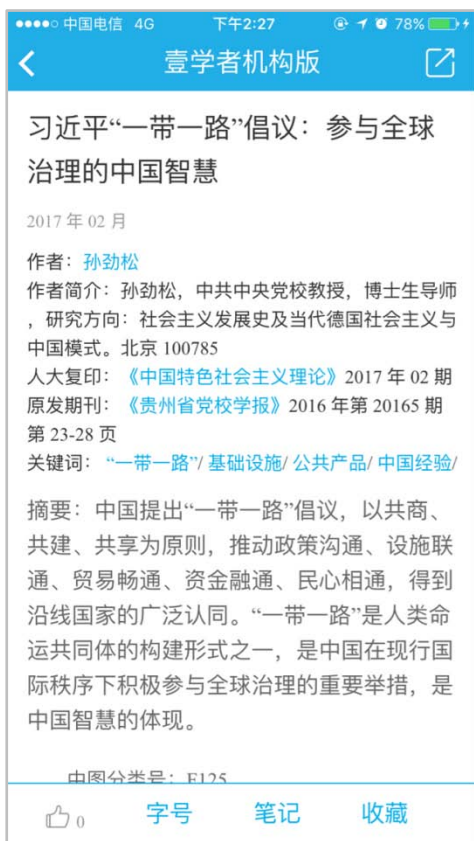 中国电信 4G 下午2:27 78%
壹学者机构版
习近平“一带一路”倡议：参与全球
治理的中国智慧
2017 年 02 月
作者：孙劲松
作者简介：孙劲松，中共中央党校教授，博士生导师
，研究方向：社会主义发展史及当代德国社会主义与
中国模式。北京 100785
人大复印：《中国特色社会主义理论》2017 年 02 期
原发期刊：《贵州省党校学报》2016 年第 20165 期
第 23-28 页
关键词： “一带一路”/ 基础设施/ 公共产品/ 中国经验/
摘要：中国提出“一带一路”倡议，以共商、
共建、共享为原则，推动政策沟通、设施联
通、贸易畅通、资金融通、民心相通，得到
沿线国家的广泛认同。“一带一路”是人类命
运共同体的构建形式之一，是中国在现行国
际秩序下积极参与全球治理的重要举措，是
中国智慧的体现。
中图分类号：F125
0 字号 笔记 收藏